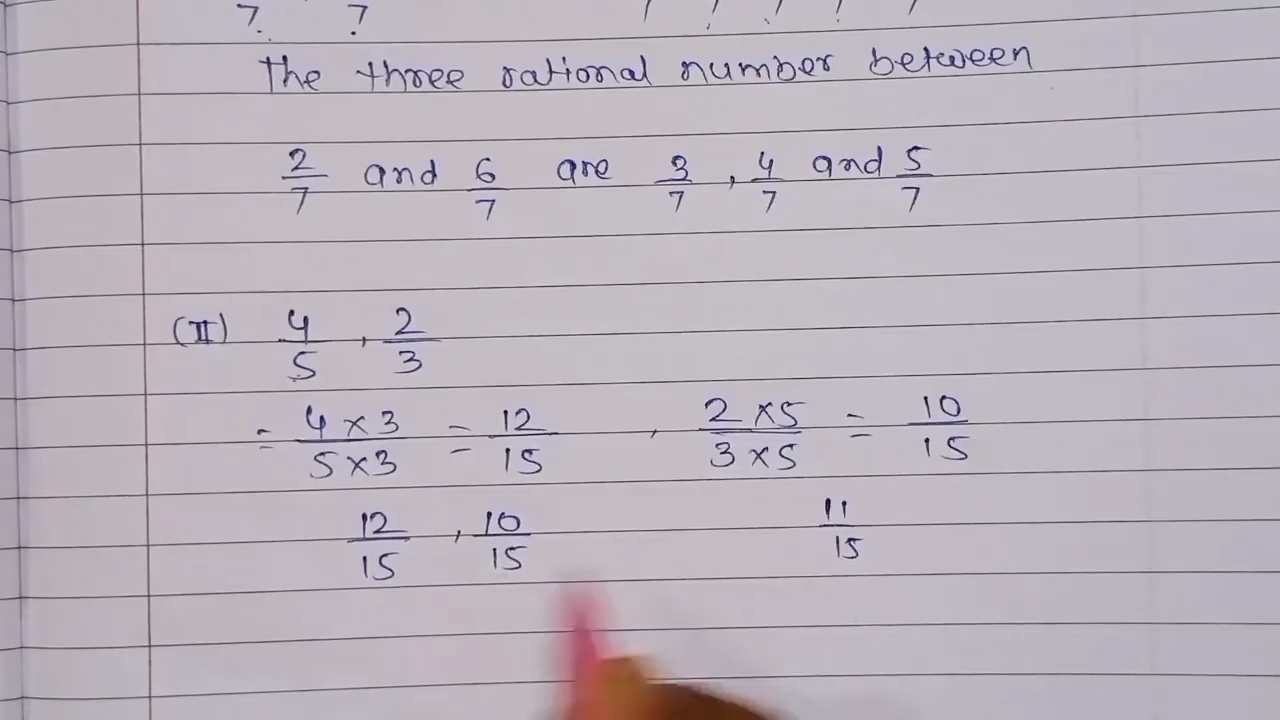 7 7
The three rational number between
2/7 and 6/7 are 3/7, 4/7 and 5/7
(II) 4/5, 2/3
= 4×3/5×3 = 12/15, 2×5/3×5 = 10/15
12/15, 10/15 11/15